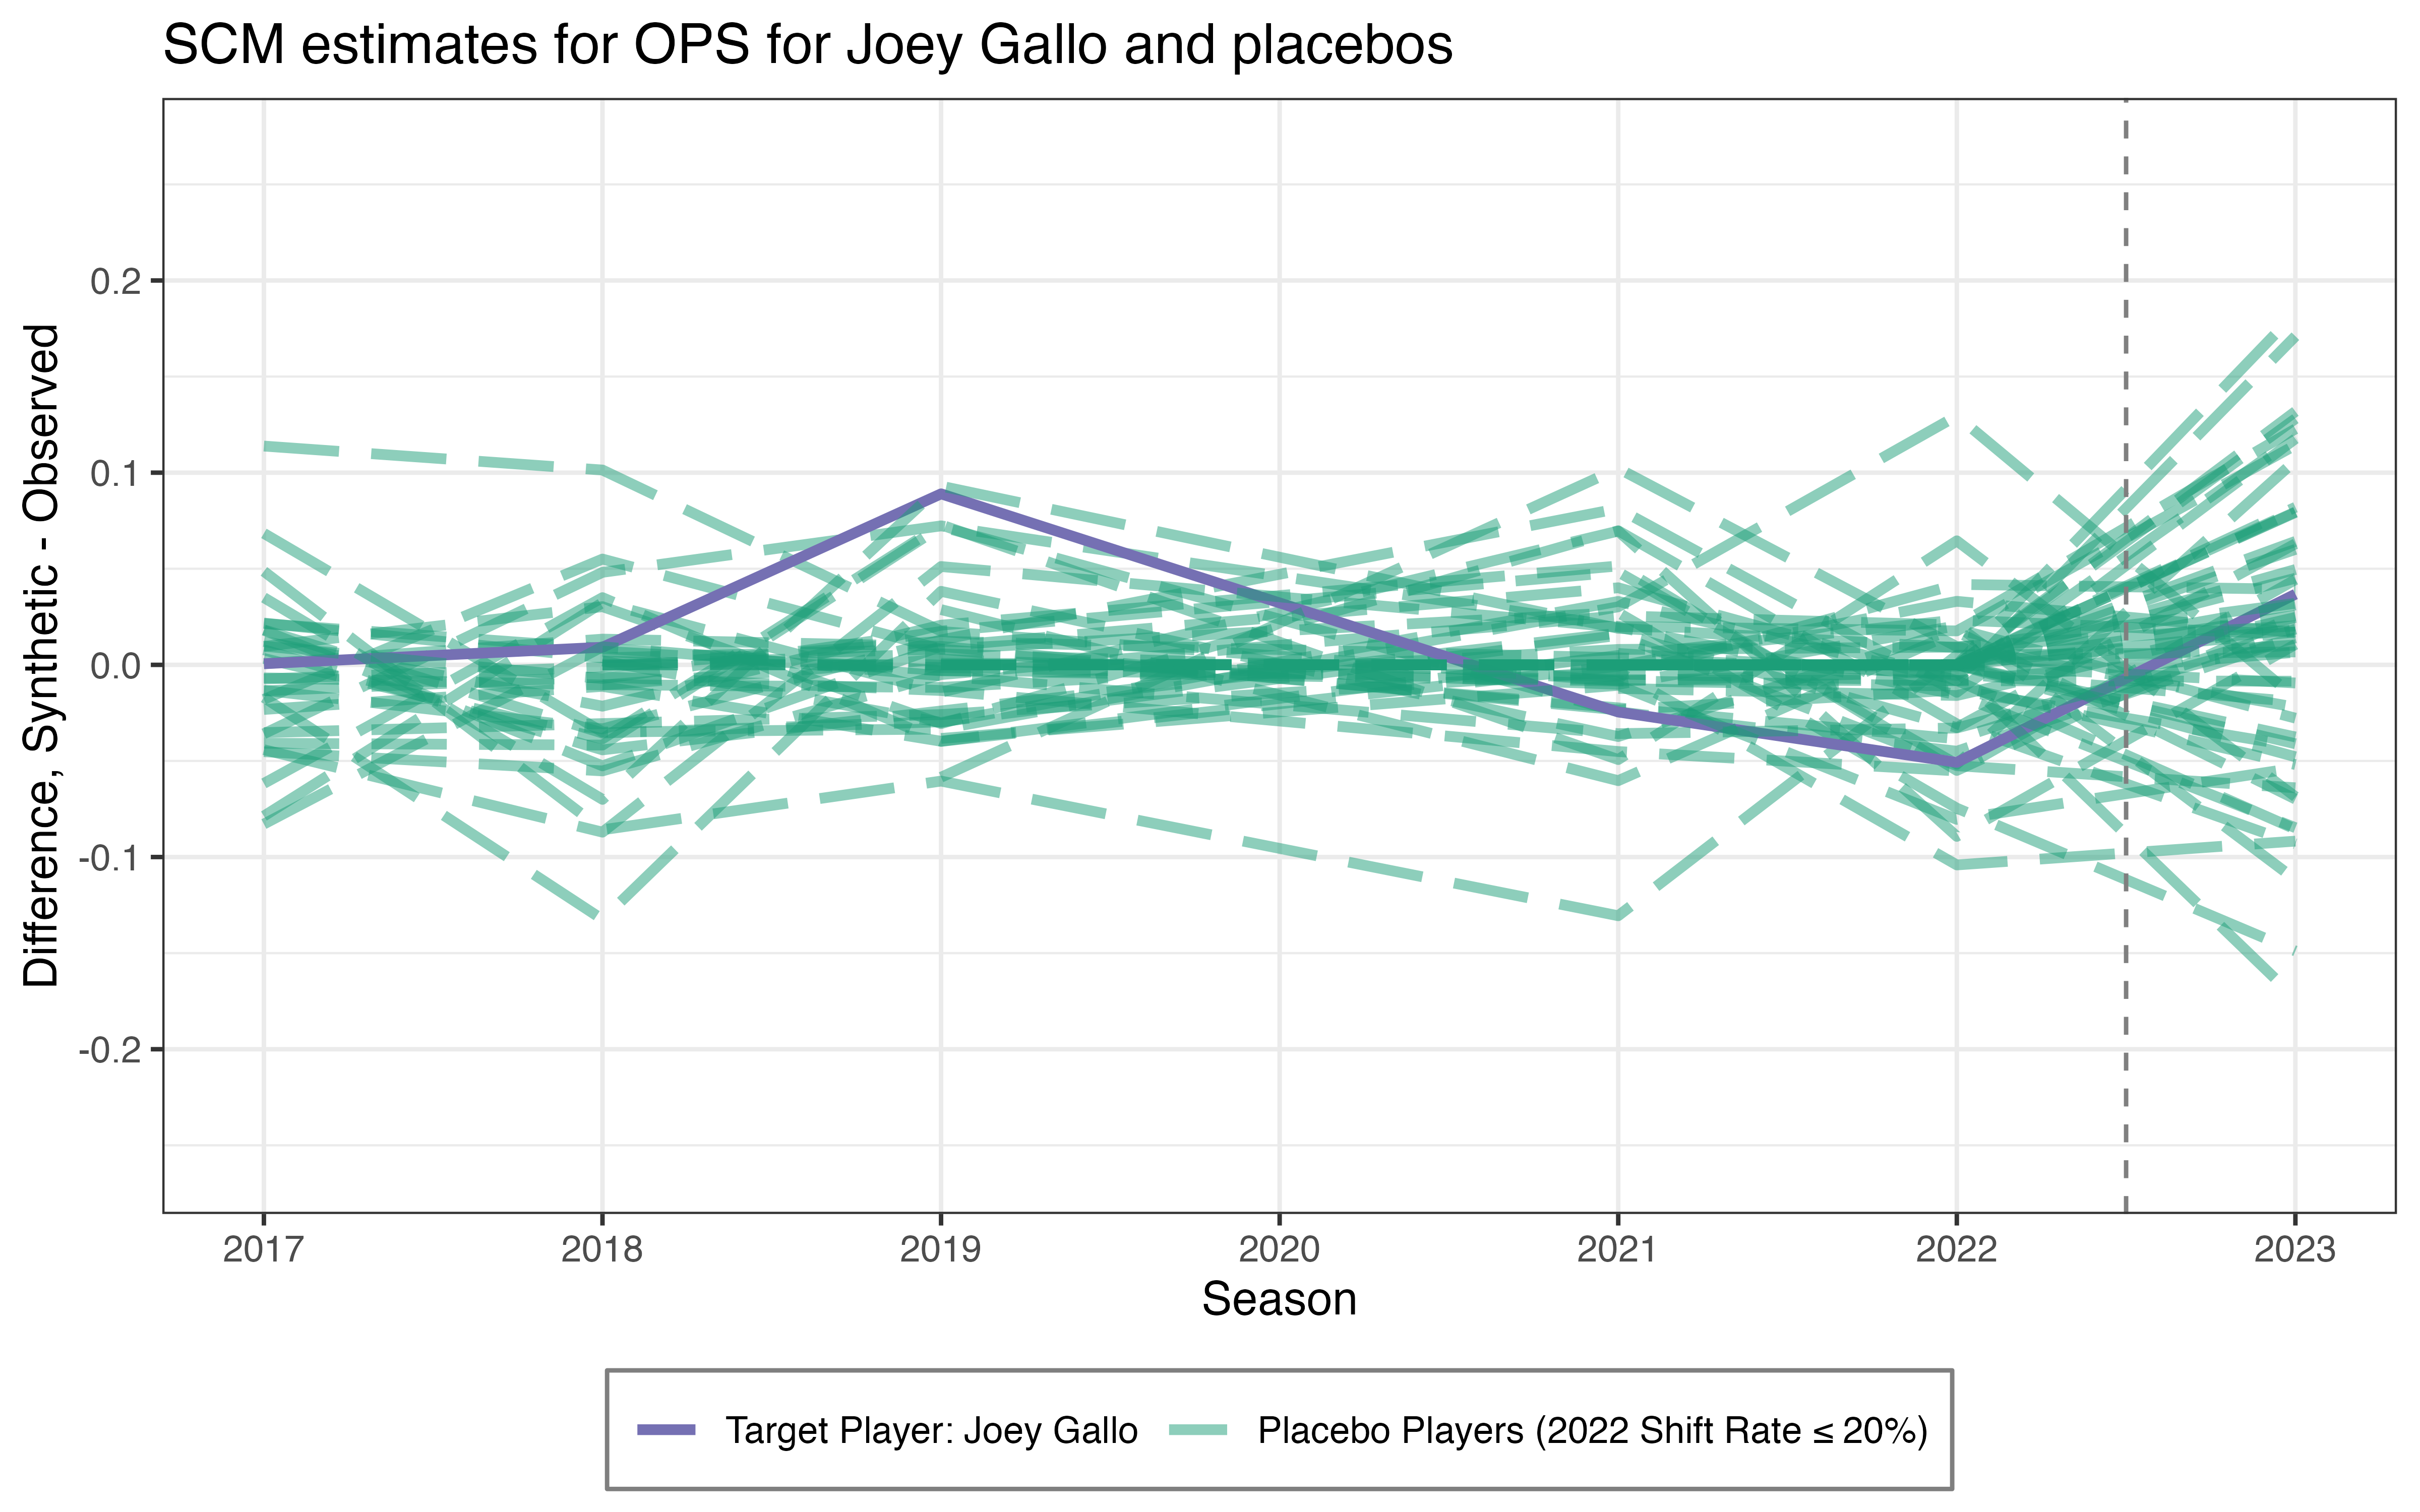 SCM estimates for OPS for Joey Gallo and placebos
Difference, Synthetic - Observed
0.2
0.1
0.0
-0.1
-0.2
2017 2018 2019 2020 2021 2022 2023
Season
Target Player: Joey Gallo Placebo Players (2022 Shift Rate ≤ 20%)